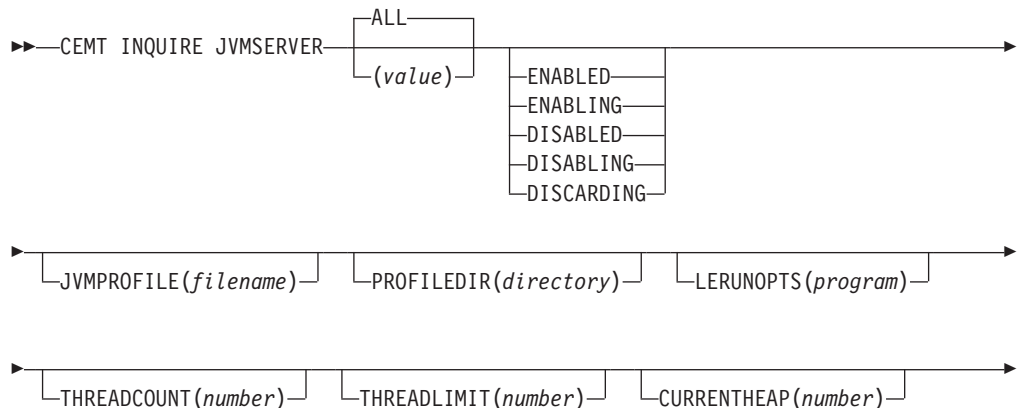 ALL
CEMT INQUIRE JVMSERVER
(value)
ENABLED
ENABLING
DISABLED
DISABLING
DISCARDING
JVMPROFILE(filename) PROFILEDIR(directory) LERUNOPTS(program)
THREADCOUNT(number) THREADLIMIT(number) CURRENTHEAP(number)